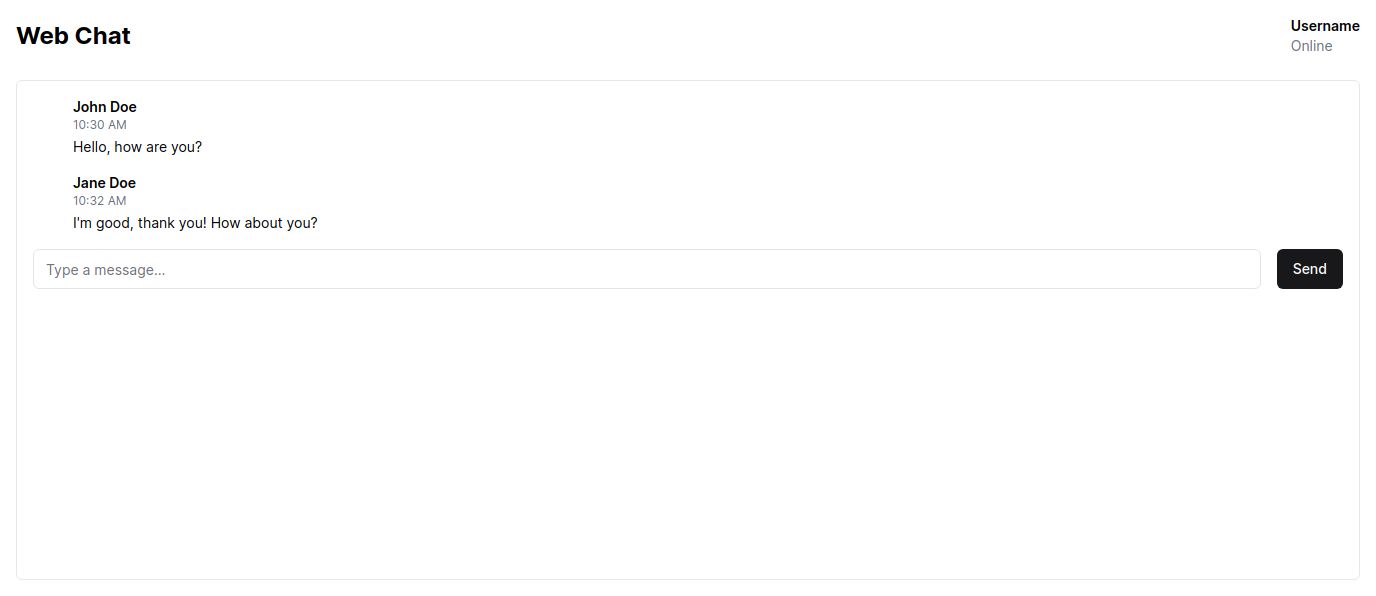 Web Chat
Username
Online
John Doe
10:30 AM
Hello, how are you?
Jane Doe
10:32 AM
I'm good, thank you! How about you?
Type a message...
Send